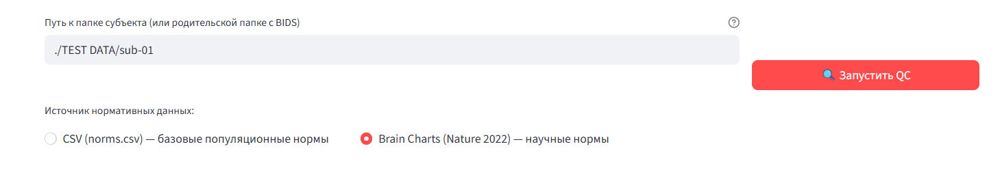 Путь к папке субъекта (или родительской папке с BIDS)
./TEST DATA/sub-01
Запустить QC
Источник нормативных данных:
CSV (norms.csv) — базовые популяционные нормы
Brain Charts (Nature 2022) — научные нормы